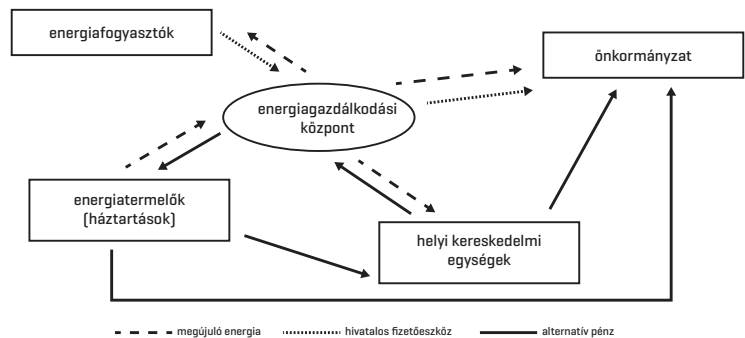 energiafogyasztók
önkormányzat
energiagazdálkodási
központ
energiatermelők
(háztartások)
helyi kereskedelmi
egységek
megújuló energia
hivatalos fizetőeszköz
alternatív pénz